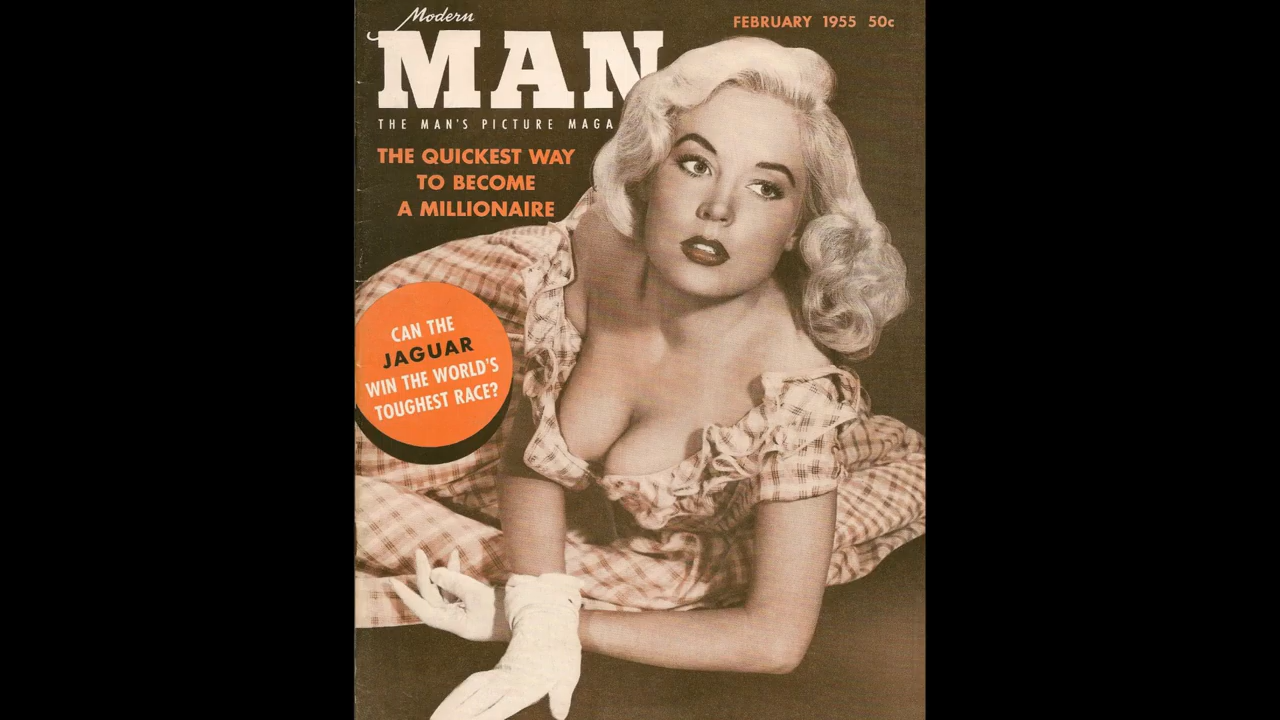 Modern
FEBRUARY 1955 50c
MAN
THE MAN'S PICTURE MAGA
THE QUICKEST WAY
TO BECOME
A MILLIONAIRE
CAN THE
JAGUAR
WIN THE WORLD'S
TOUGHEST RACE?